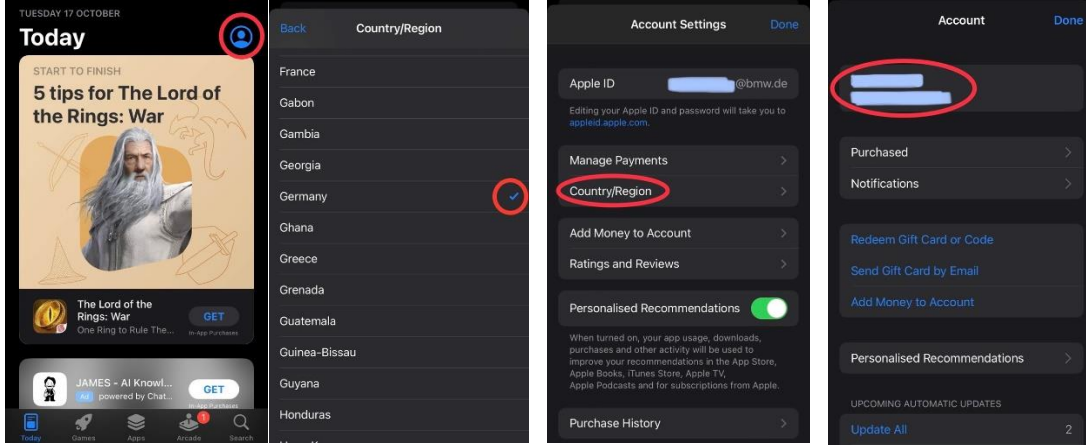 TUESDAY 17 OCTOBER
Today
START TO FINISH
5 tips for The Lord of
the Rings: War
The Lord of the
Rings: War
One Ring to Rule The...
GET
In-App Purchases
JAMES - AI Knowl...
Ad powered by Chat...
GET
In-App Purchases
Today
Games
Apps
1
Arcade
Search
Back
Country/Region
France
Gabon
Gambia
Georgia
Germany
Ghana
Greece
Grenada
Guatemala
Guinea-Bissau
Guyana
Honduras
Account Settings
Done
Apple ID
@bmw.de
Editing your Apple ID and password will take you to
appleid.apple.com.
Manage Payments
Country/Region
Add Money to Account
Ratings and Reviews
Personalised Recommendations
When turned on, your app usage, downloads,
purchases and other activity will be used to
improve your recommendations in the App Store,
Apple Books, iTunes Store, Apple TV,
Apple Podcasts and for subscriptions from Apple.
Purchase History
Account
Done
Purchased
Notifications
Redeem Gift Card or Code
Send Gift Card by Email
Add Money to Account
Personalised Recommendations
UPCOMING AUTOMATIC UPDATES
Update All
2